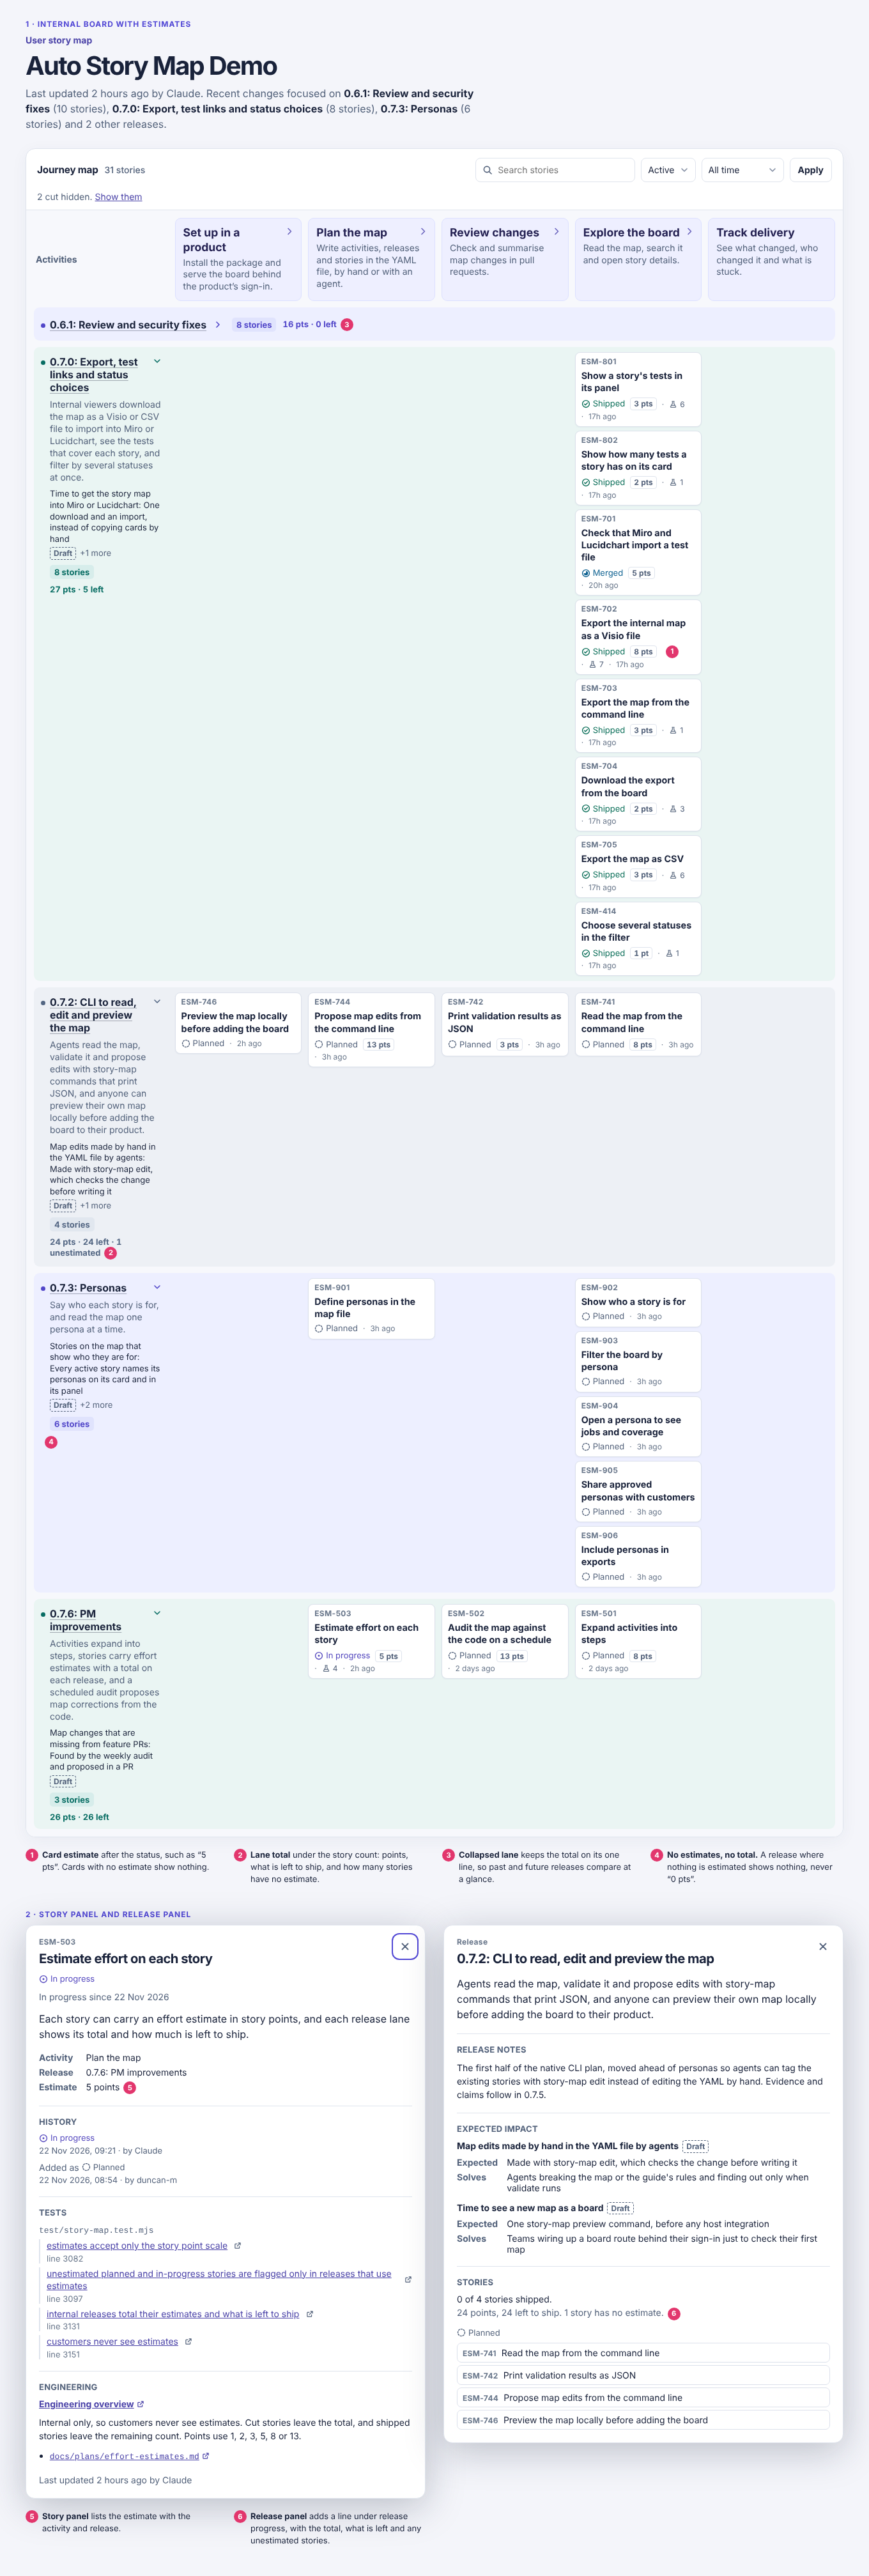 1 · INTERNAL BOARD WITH ESTIMATES
User story map
Auto Story Map Demo
Last updated 2 hours ago by Claude. Recent changes focused on 0.6.1: Review and security
fixes (10 stories), 0.7.0: Export, test links and status choices (8 stories), 0.7.3: Personas (6
stories) and 2 other releases.
Journey map 31 stories
Search stories
Active
All time
Apply
2 cut hidden. Show them
Activities
Set up in a
product
Install the package and
serve the board behind
the product's sign-in.
Plan the map
Write activities, releases
and stories in the YAML
file, by hand or with an
agent.
Review changes
Check and summarise
map changes in pull
requests.
Explore the board
Read the map, search it
and open story details.
Track delivery
See what changed, who
changed it and what is
stuck.
0.6.1: Review and security fixes 8 stories 16 pts · 0 left 3
0.7.0: Export, test
links and status
choices
Internal viewers download
the map as a Visio or CSV
file to import into Miro or
Lucidchart, see the tests
that cover each story, and
filter by several statuses
at once.
Time to get the story map
into Miro or Lucidchart: One
download and an import,
instead of copying cards by
hand
Draft +1 more
8 stories
27 pts · 5 left
ESM-801
Show a story's tests in
its panel
Shipped 3 pts · 6
· 17h ago
ESM-802
Show how many tests a
story has on its card
Shipped 2 pts · 1
· 17h ago
ESM-701
Check that Miro and
Lucidchart import a test
file
Merged 5 pts
· 20h ago
ESM-702
Export the internal map
as a Visio file
Shipped 8 pts 1
· 7 · 17h ago
ESM-703
Export the map from the
command line
Shipped 3 pts · 1
· 17h ago
ESM-704
Download the export
from the board
Shipped 2 pts · 3
· 17h ago
ESM-705
Export the map as CSV
Shipped 3 pts · 6
· 17h ago
ESM-414
Choose several statuses
in the filter
Shipped 1 pt · 1
· 17h ago
0.7.2: CLI to read,
edit and preview
the map
Agents read the map,
validate it and propose
edits with story-map
commands that print
JSON, and anyone can
preview their own map
locally before adding the
board to their product.
Map edits made by hand in
the YAML file by agents:
Made with story-map edit,
which checks the change
before writing it
Draft +1 more
4 stories
24 pts · 24 left · 1
unestimated 2
ESM-746
Preview the map locally
before adding the board
Planned · 2h ago
ESM-744
Propose map edits from
the command line
Planned 13 pts
· 3h ago
ESM-742
Print validation results as
JSON
Planned 3 pts · 3h ago
ESM-741
Read the map from the
command line
Planned 8 pts · 3h ago
0.7.3: Personas
Say who each story is for,
and read the map one
persona at a time.
Stories on the map that
show who they are for:
Every active story names its
personas on its card and in
its panel
Draft +2 more
6 stories
4
ESM-901
Define personas in the
map file
Planned · 3h ago
ESM-902
Show who a story is for
Planned · 3h ago
ESM-903
Filter the board by
persona
Planned · 3h ago
ESM-904
Open a persona to see
jobs and coverage
Planned · 3h ago
ESM-905
Share approved
personas with customers
Planned · 3h ago
ESM-906
Include personas in
exports
Planned · 3h ago
0.7.6: PM
improvements
Activities expand into
steps, stories carry effort
estimates with a total on
each release, and a
scheduled audit proposes
map corrections from the
code.
Map changes that are
missing from feature PRs:
Found by the weekly audit
and proposed in a PR
Draft
3 stories
26 pts · 26 left
ESM-503
Estimate effort on each
story
In progress 5 pts
· 4 · 2h ago
ESM-502
Audit the map against
the code on a schedule
Planned 13 pts
· 2 days ago
ESM-501
Expand activities into
steps
Planned 8 pts
· 2 days ago
1 Card estimate after the status, such as “5
pts”. Cards with no estimate show nothing.
2 Lane total under the story count: points,
what is left to ship, and how many stories
have no estimate.
3 Collapsed lane keeps the total on its one
line, so past and future releases compare at
a glance.
4 No estimates, no total. A release where
nothing is estimated shows nothing, never
“0 pts”.
2 · STORY PANEL AND RELEASE PANEL
ESM-503
Estimate effort on each story
In progress
In progress since 22 Nov 2026
Each story can carry an effort estimate in story points, and each release lane
shows its total and how much is left to ship.
Activity Plan the map
Release 0.7.6: PM improvements
Estimate 5 points 5
HISTORY
In progress
22 Nov 2026, 09:21 · by Claude
Added as Planned
22 Nov 2026, 08:54 · by duncan-m
TESTS
test/story-map.test.mjs
estimates accept only the story point scale
line 3082
unestimated planned and in-progress stories are flagged only in releases that use
estimates
line 3097
internal releases total their estimates and what is left to ship
line 3131
customers never see estimates
line 3151
ENGINEERING
Engineering overview
Internal only, so customers never see estimates. Cut stories leave the total, and shipped
stories leave the remaining count. Points use 1, 2, 3, 5, 8 or 13.
• docs/plans/effort-estimates.md
Last updated 2 hours ago by Claude
Release
0.7.2: CLI to read, edit and preview the map
Agents read the map, validate it and propose edits with story-map
commands that print JSON, and anyone can preview their own map locally
before adding the board to their product.
RELEASE NOTES
The first half of the native CLI plan, moved ahead of personas so agents can tag the
existing stories with story-map edit instead of editing the YAML by hand. Evidence and
claims follow in 0.7.5.
EXPECTED IMPACT
Map edits made by hand in the YAML file by agents Draft
Expected Made with story-map edit, which checks the change before writing it
Solves Agents breaking the map or the guide's rules and finding out only when
validate runs
Time to see a new map as a board Draft
Expected One story-map preview command, before any host integration
Solves Teams wiring up a board route behind their sign-in just to check their first
map
STORIES
0 of 4 stories shipped.
24 points, 24 left to ship. 1 story has no estimate. 6
Planned
ESM-741 Read the map from the command line
ESM-742 Print validation results as JSON
ESM-744 Propose map edits from the command line
ESM-746 Preview the map locally before adding the board
5 Story panel lists the estimate with the
activity and release.
6 Release panel adds a line under release
progress, with the total, what is left and any
unestimated stories.